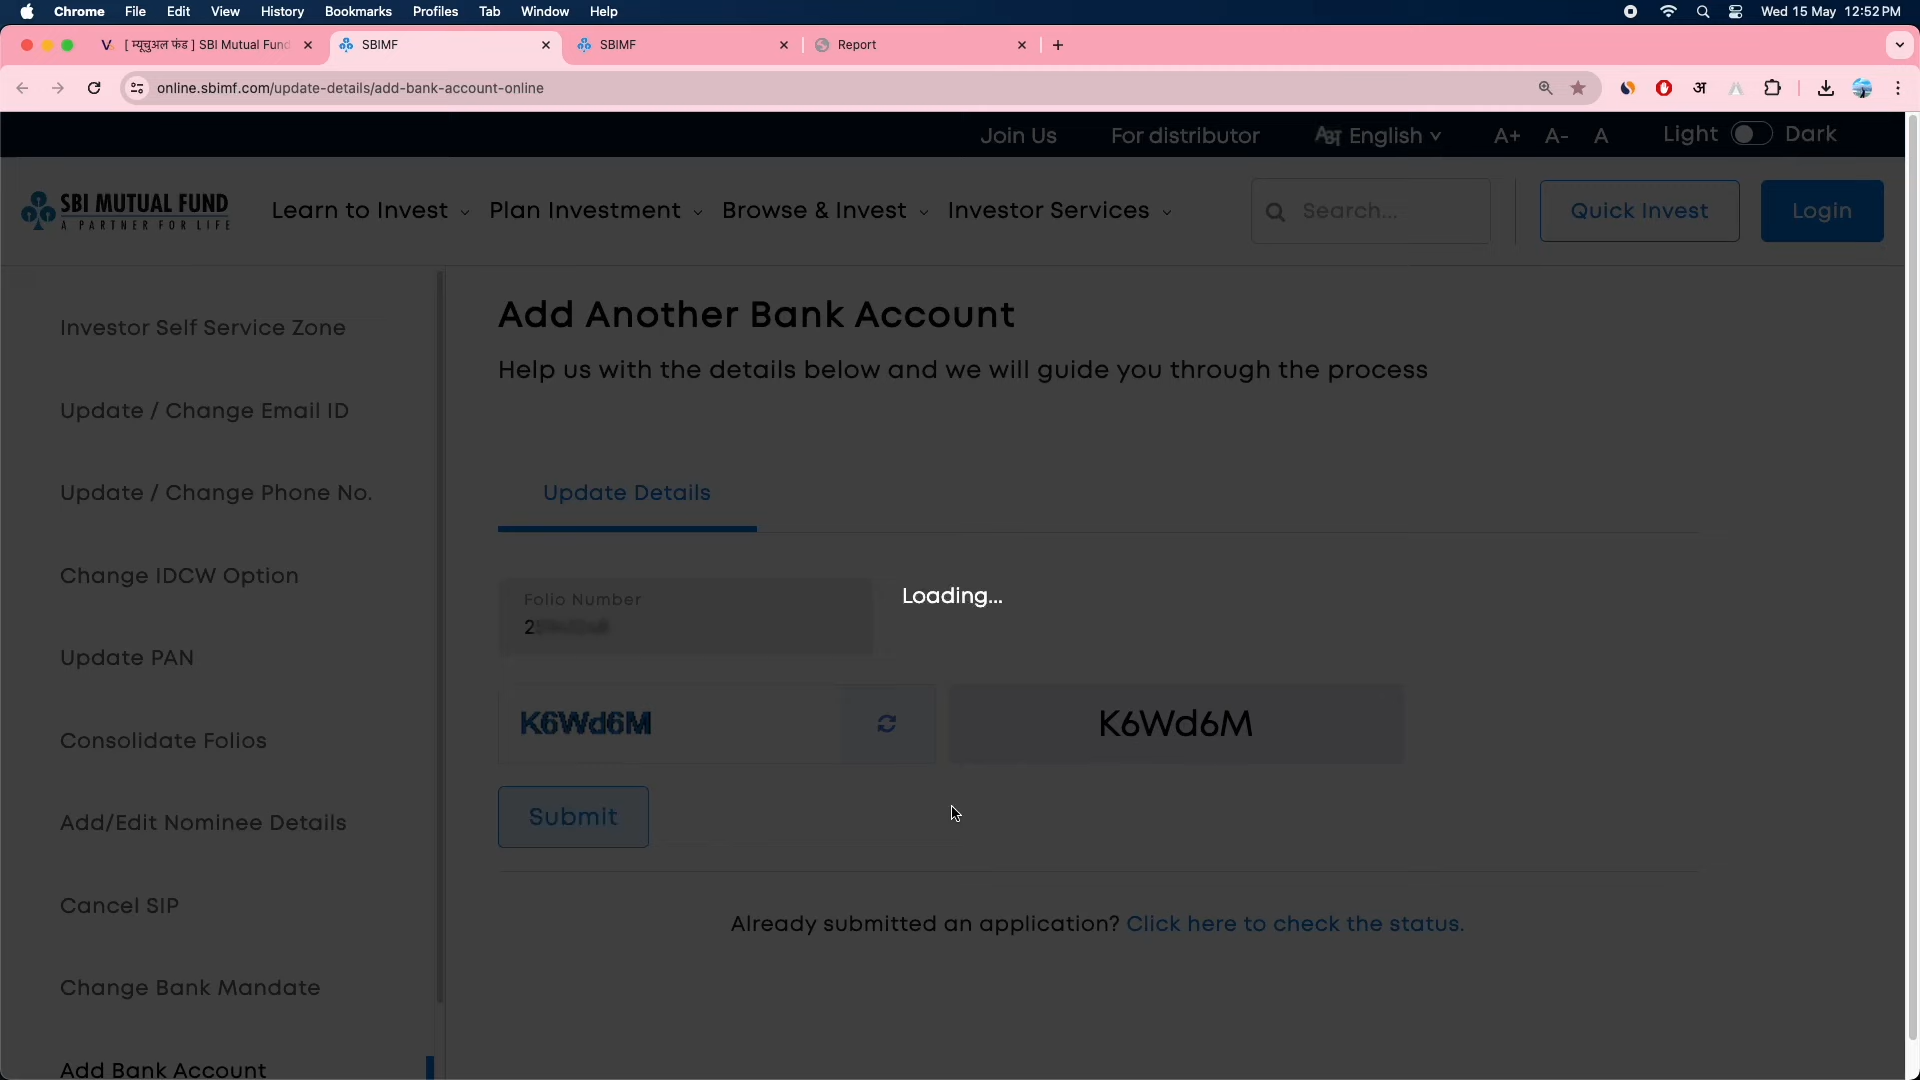 Chrome File Edit View History Bookmarks Profiles Tab Window Help Wed 15 May 12:52 PM
[ म्यूचुअल फंड ] SBI Mutual Fund SBIMF SBIMF Report
online.sbimf.com/update-details/add-bank-account-online अ
Join Us For distributor English A+ A- A Light Dark
SBI MUTUAL FUND
A PARTNER FOR LIFE
Learn to Invest Plan Investment Browse & Invest Investor Services Search... Quick Invest Login
Investor Self Service Zone
Update / Change Email ID
Update / Change Phone No.
Change IDCW Option
Update PAN
Consolidate Folios
Add/Edit Nominee Details
Cancel SIP
Change Bank Mandate
Add Bank Account
Add Another Bank Account
Help us with the details below and we will guide you through the process
Update Details
Loading...
Folio Number
2
K6Wd6M K6Wd6M
Submit
Already submitted an application? Click here to check the status.